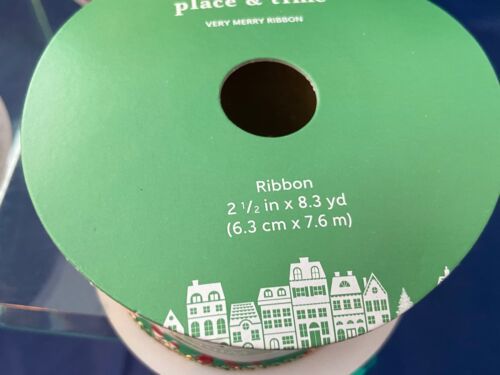 place & time
VERY MERRY RIBBON
Ribbon
2 1/2 in x 8.3 yd
(6.3 cm x 7.6 m)